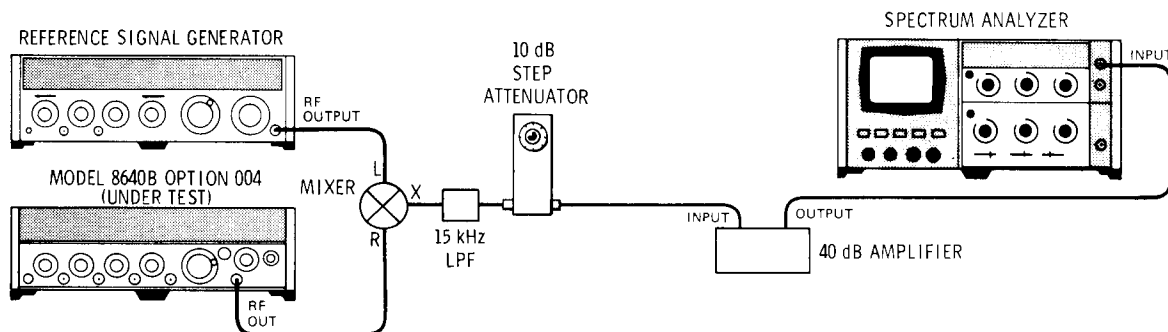 REFERENCE SIGNAL GENERATOR
RF
OUTPUT
MODEL 8640B OPTION 004
(UNDER TEST)
RF
OUT
MIXER
L
X
R
15 kHz
LPF
10 dB
STEP
ATTENUATOR
INPUT
OUTPUT
40 dB AMPLIFIER
SPECTRUM ANALYZER
INPUT